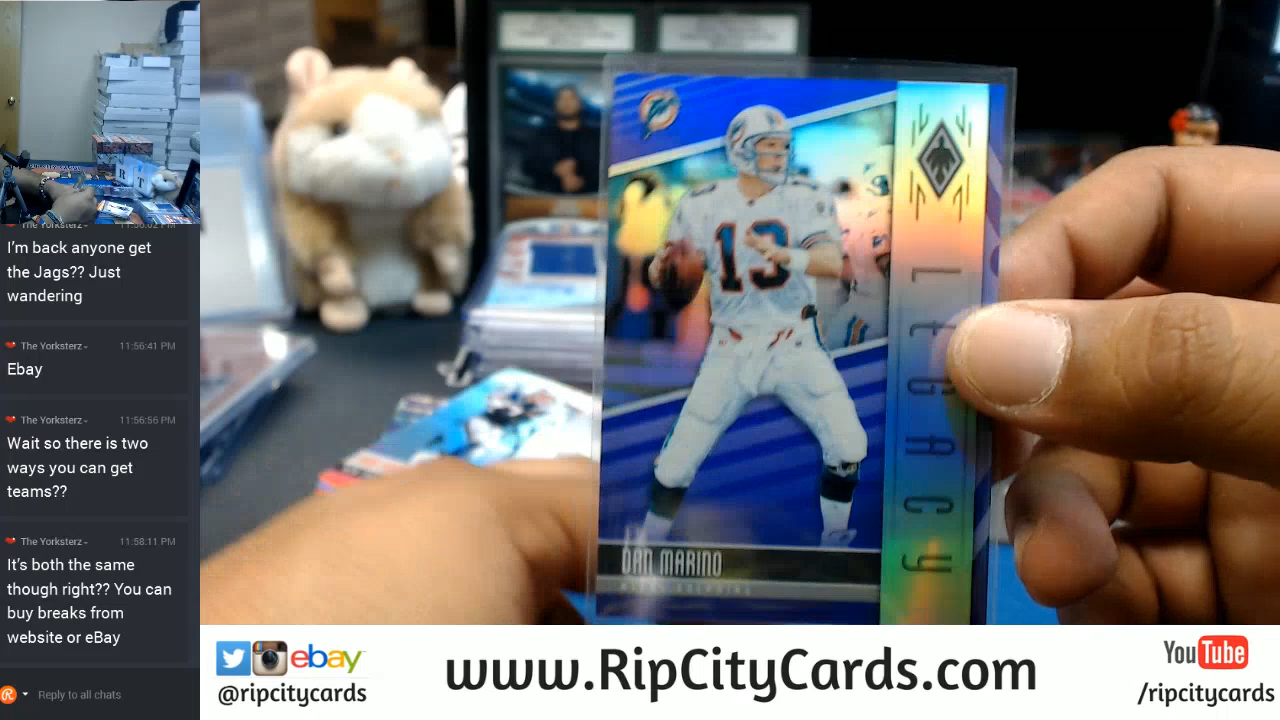 The Yorksterz
I'm back anyone get
the Jags?? Just
wandering
The Yorksterz 11:56:41 PM
Ebay
The Yorksterz 11:56:56 PM
Wait so there is two
ways you can get
teams??
The Yorksterz 11:58:11 PM
It's both the same
though right?? You can
buy breaks from
website or eBay
Reply to all chats
13
LEGACY
DAN MARINO
ebay
@ripcitycards
www.RipCityCards.com
YouTube
/ripcitycards